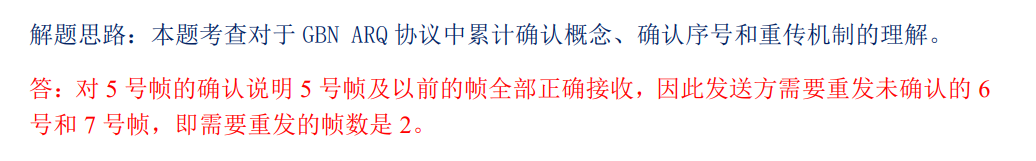 解题思路：本题考查对于 GBN ARQ 协议中累计确认概念、确认序号和重传机制的理解。
答：对 5 号帧的确认说明 5 号帧及以前的帧全部正确接收，因此发送方需要重发未确认的 6
号和 7 号帧，即需要重发的帧数是 2。